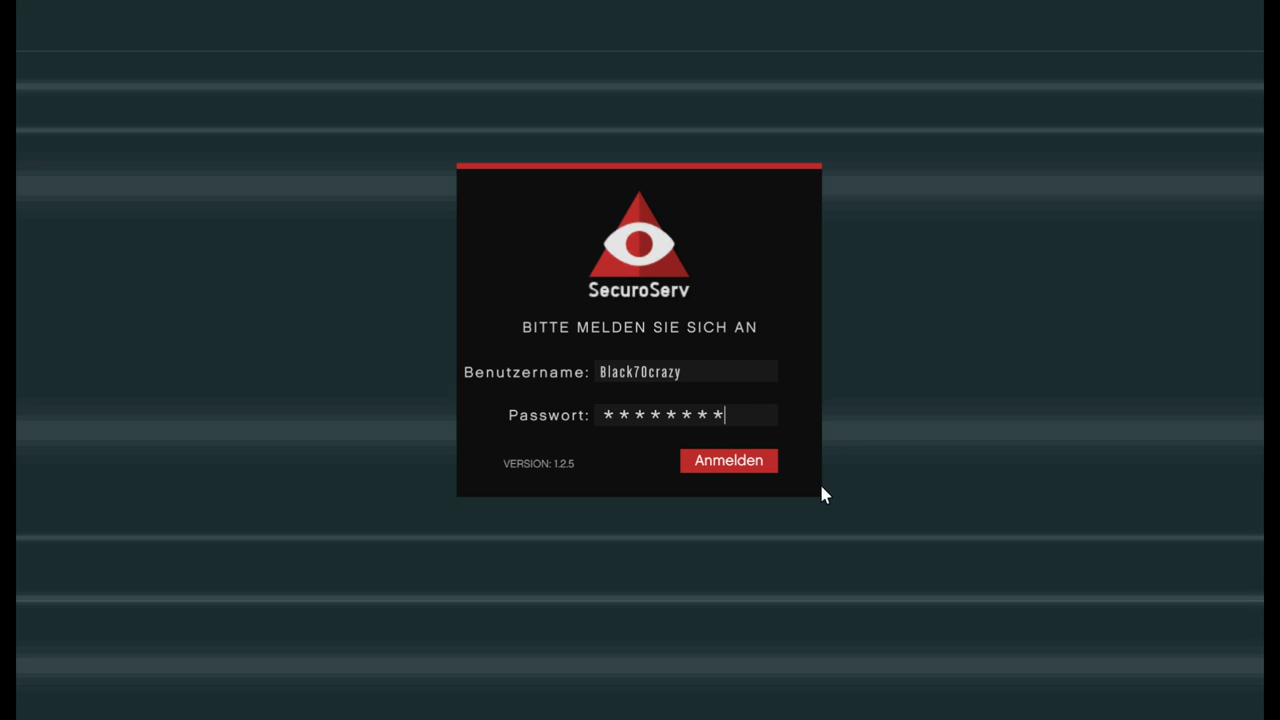 SecuroServ
BITTE MELDEN SIE SICH AN
Benutzername: Black70crazy
Passwort: ********
VERSION: 1.2.5
Anmelden